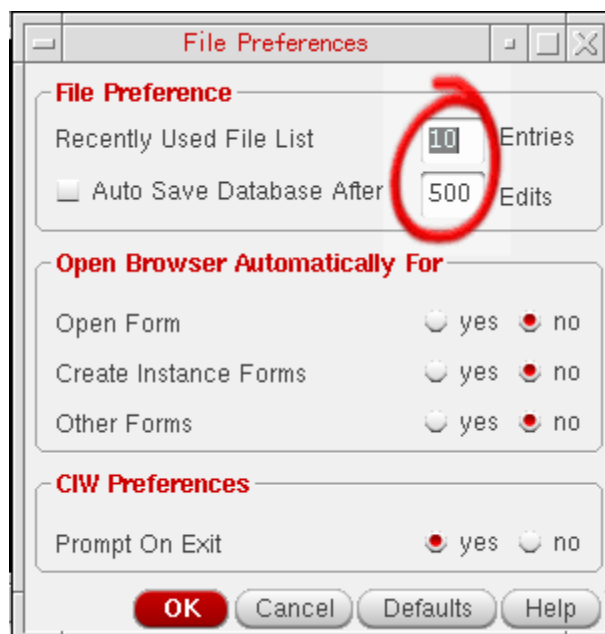 File Preferences
File Preference
Recently Used File List 10 Entries
Auto Save Database After 500 Edits
Open Browser Automatically For
Open Form yes no
Create Instance Forms yes no
Other Forms yes no
CIW Preferences
Prompt On Exit yes no
OK Cancel Defaults Help